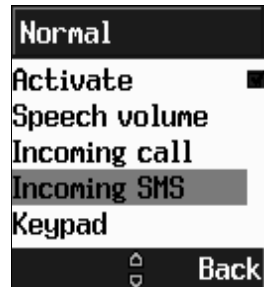 Normal
Activate
Speech volume
Incoming call
Incoming SMS
Keypad
Back